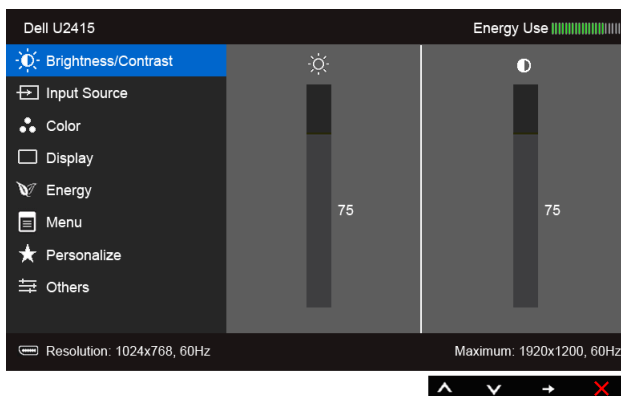 Dell U2415 Energy Use
Brightness/Contrast
Input Source
Color
Display
Energy
75 75
Menu
Personalize
Others
Resolution: 1024x768, 60Hz Maximum: 1920x1200, 60Hz